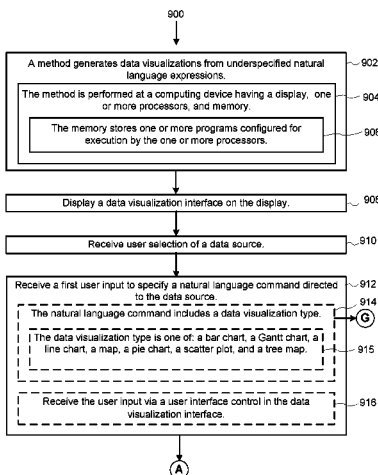 900
902
A method generates data visualizations from underspecified natural
language expressions.
904
The method is performed at a computing device having a display, one
or more processors, and memory.
906
The memory stores one or more programs configured for
execution by the one or more processors.
908
Display a data visualization interface on the display.
910
Receive user selection of a data source.
912
Receive a first user input to specify a natural language command directed
to the data source.
914
The natural language command includes a data visualization type.
G
The data visualization type is one of: a bar chart, a Gantt chart, a
line chart, a map, a pie chart, a scatter plot, and a tree map.
915
Receive the user input via a user interface control in the data
visualization interface.
916
A